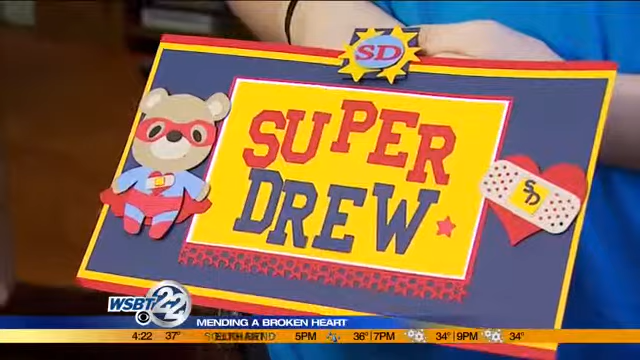 SD
SUPER
DREW
SD
WSBT 22
MENDING A BROKEN HEART
4:22 37° 5PM 36° 7PM 34° 9PM 34°